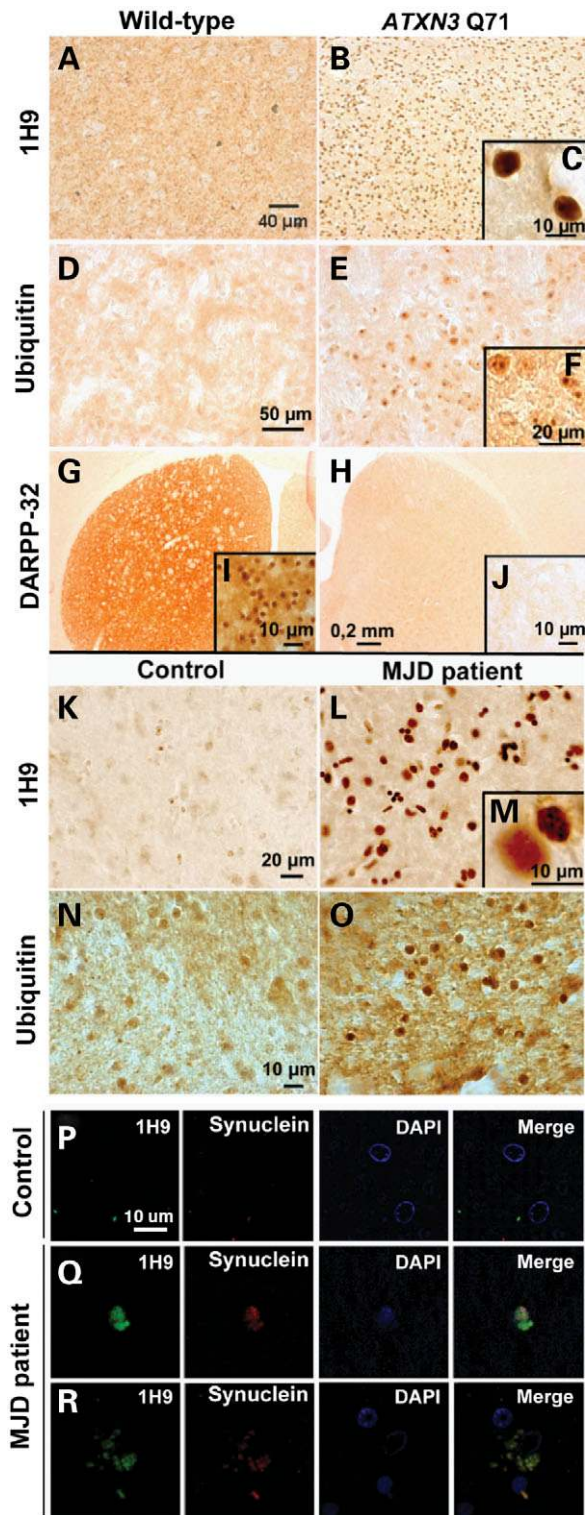 Wild-type ATXN3 Q71
1H9
A
40 µm
B
C
10 µm
Ubiquitin
D
50 µm
E
F
20 µm
DARPP-32
G
I
10 µm
H
0,2 mm
J
10 µm
Control MJD patient
1H9
K
20 µm
L
M
10 µm
Ubiquitin
N
10 µm
O
Control
P 1H9 Synuclein DAPI Merge
10 um
MJD patient
Q 1H9 Synuclein DAPI Merge
R 1H9 Synuclein DAPI Merge